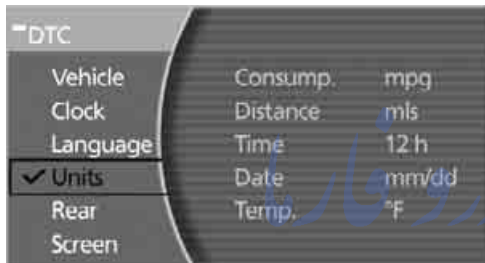 DTC
Vehicle Consump. mpg
Clock Distance mls
Language Time 12 h
Units Date mm/dd
Rear Temp. °F
Screen